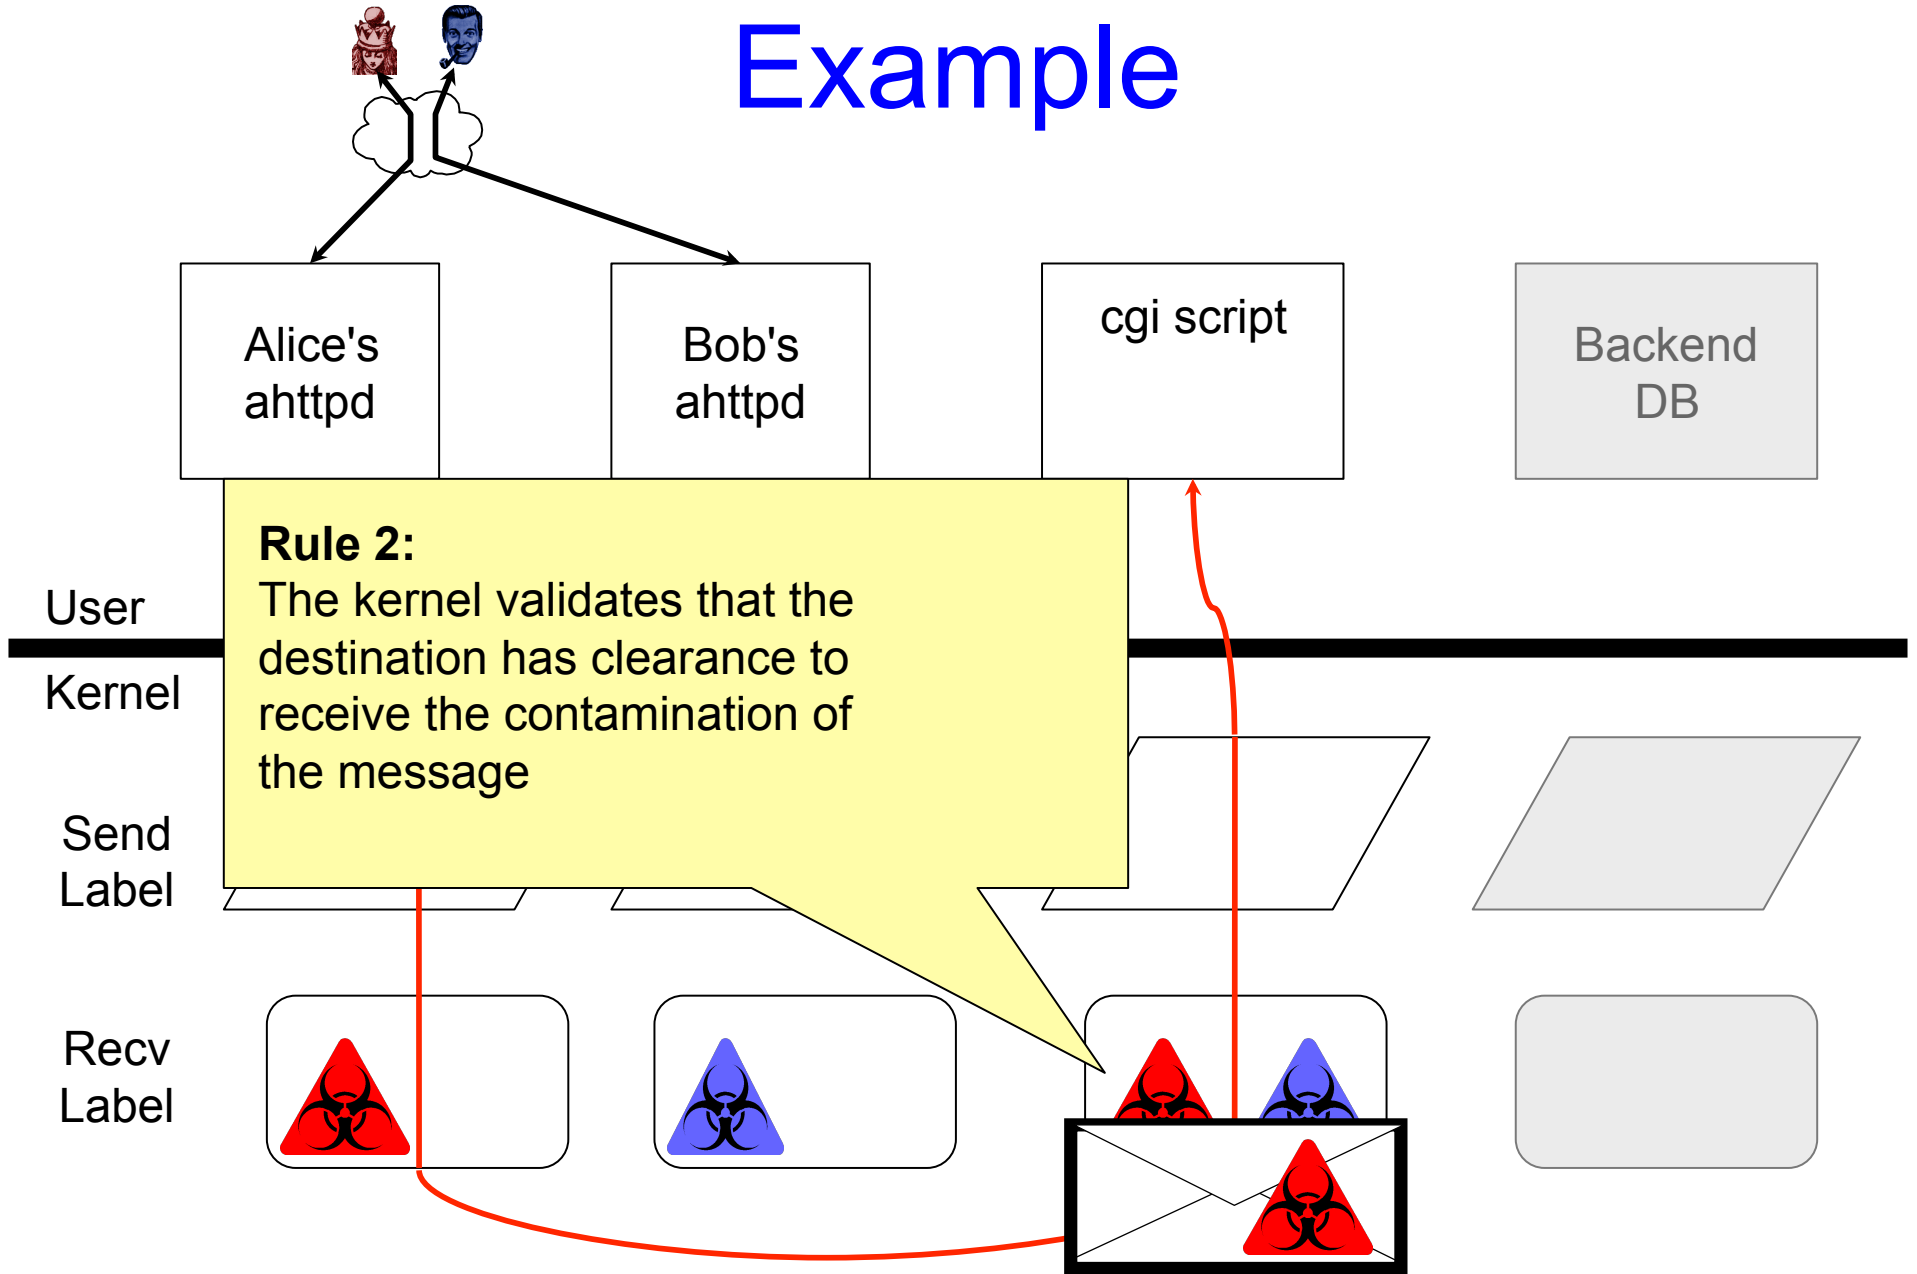 Example
Alice's
ahttpd
Bob's
ahttpd
cgi script
Backend
DB
Rule 2:
The kernel validates that the
destination has clearance to
receive the contamination of
the message
User
Kernel
Send
Label
Recv
Label